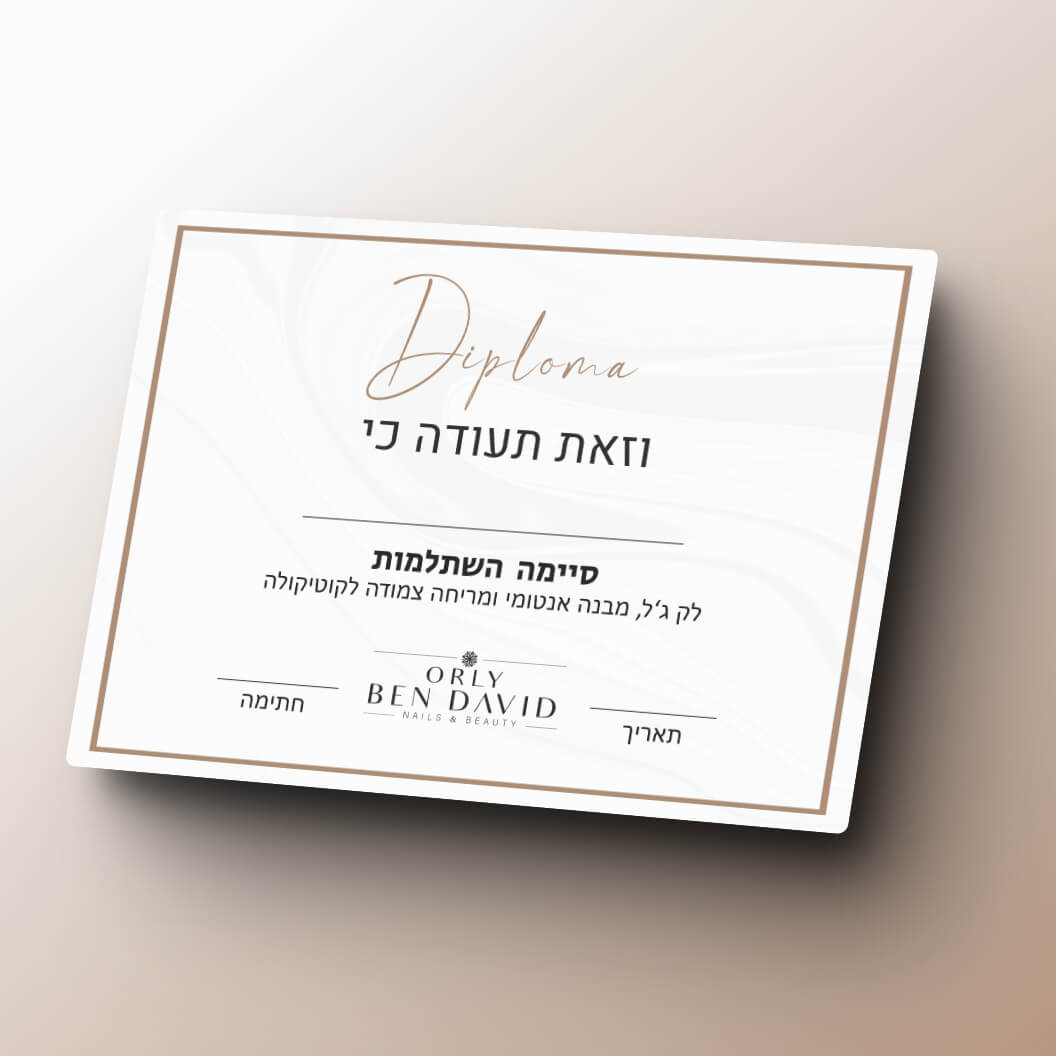 Diploma
וזאת תעודה כי
סיימה השתלמות
לק ג'ל, מבנה אנטומי ומריחה צמודה לקוטיקולה
ORLY
BEN DAVID
NAILS & BEAUTY
תאריך
חתימה